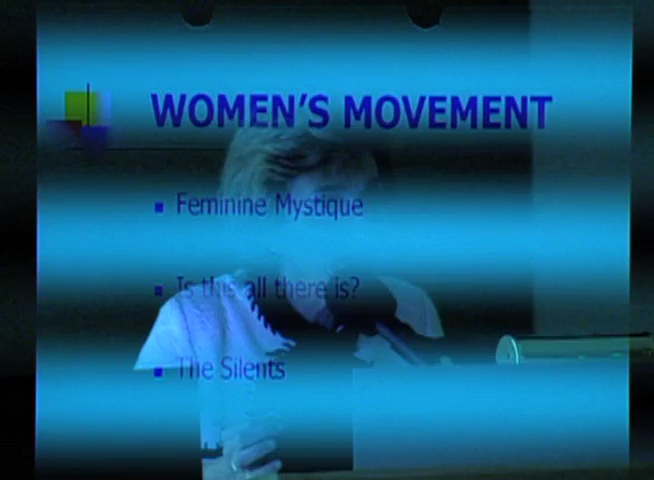 WOMEN'S MOVEMENT
Feminine Mystique
Is this all there is?
The Silents